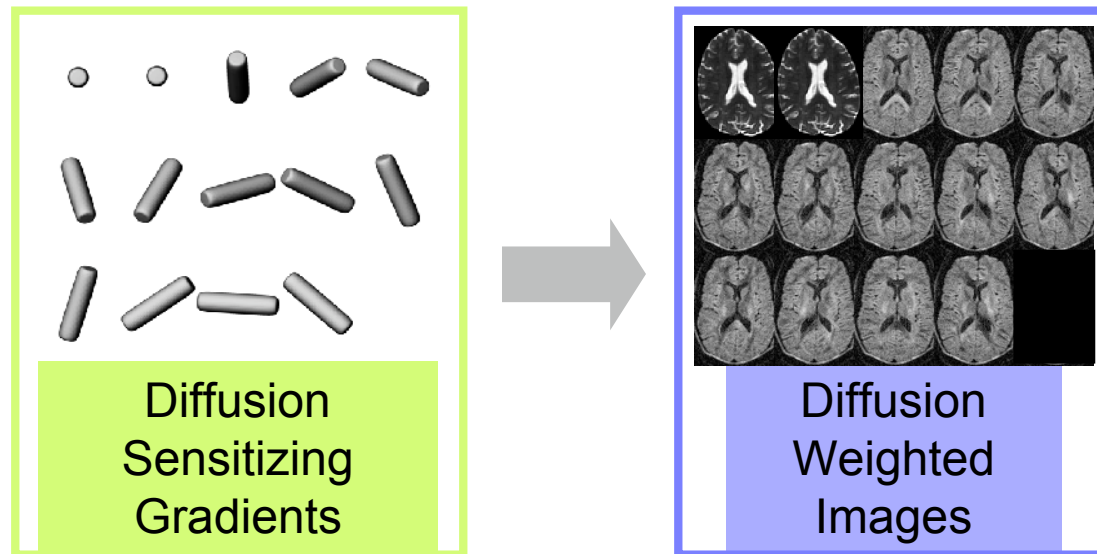 Diffusion
Sensitizing
Gradients
Diffusion
Weighted
Images